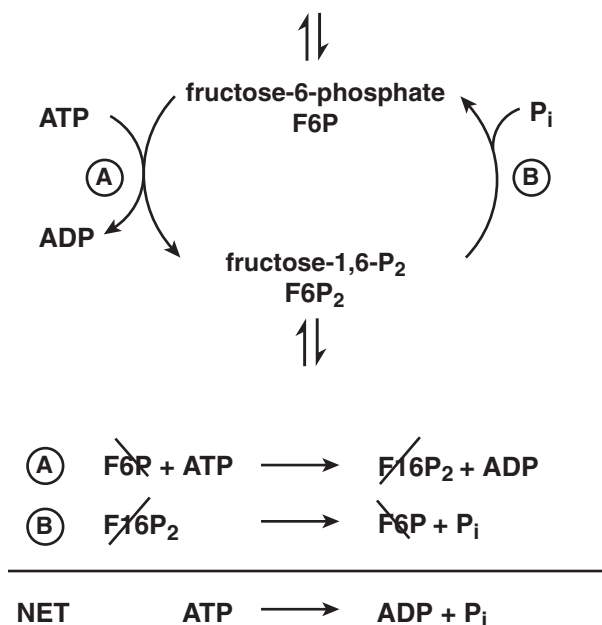 fructose-6-phosphate
F6P
ATP
Pi
A
B
ADP
fructose-1,6-P2
F6P2
A F6P + ATP F16P2 + ADP
B F16P2 F6P + Pi
NET ATP ADP + Pi